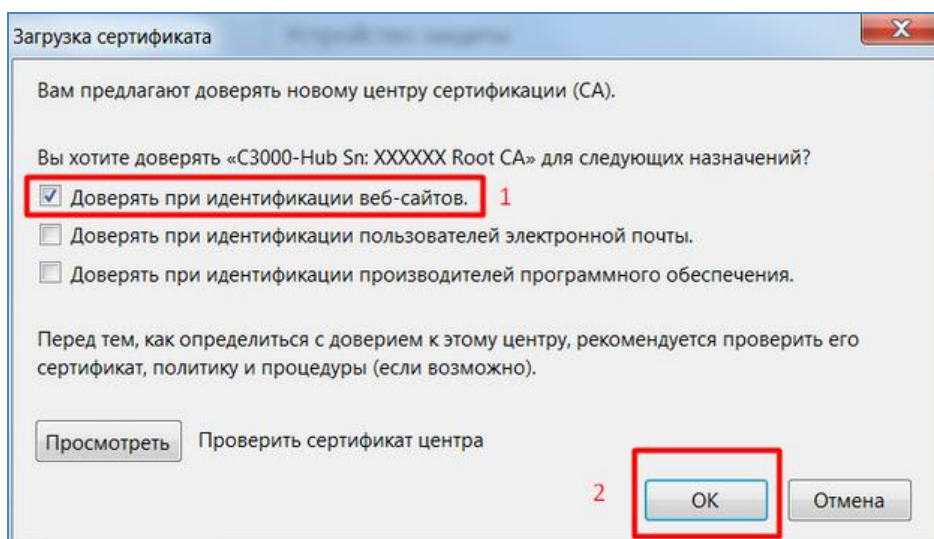 Загрузка сертификата
Вам предлагают доверять новому центру сертификации (CA).
Вы хотите доверять «C3000-Hub Sn: XXXXXX Root CA» для следующих назначений?
Доверять при идентификации веб-сайтов. 1
Доверять при идентификации пользователей электронной почты.
Доверять при идентификации производителей программного обеспечения.
Перед тем, как определиться с доверием к этому центру, рекомендуется проверить его
сертификат, политику и процедуры (если возможно).
Просмотреть Проверить сертификат центра
2 ОК Отмена